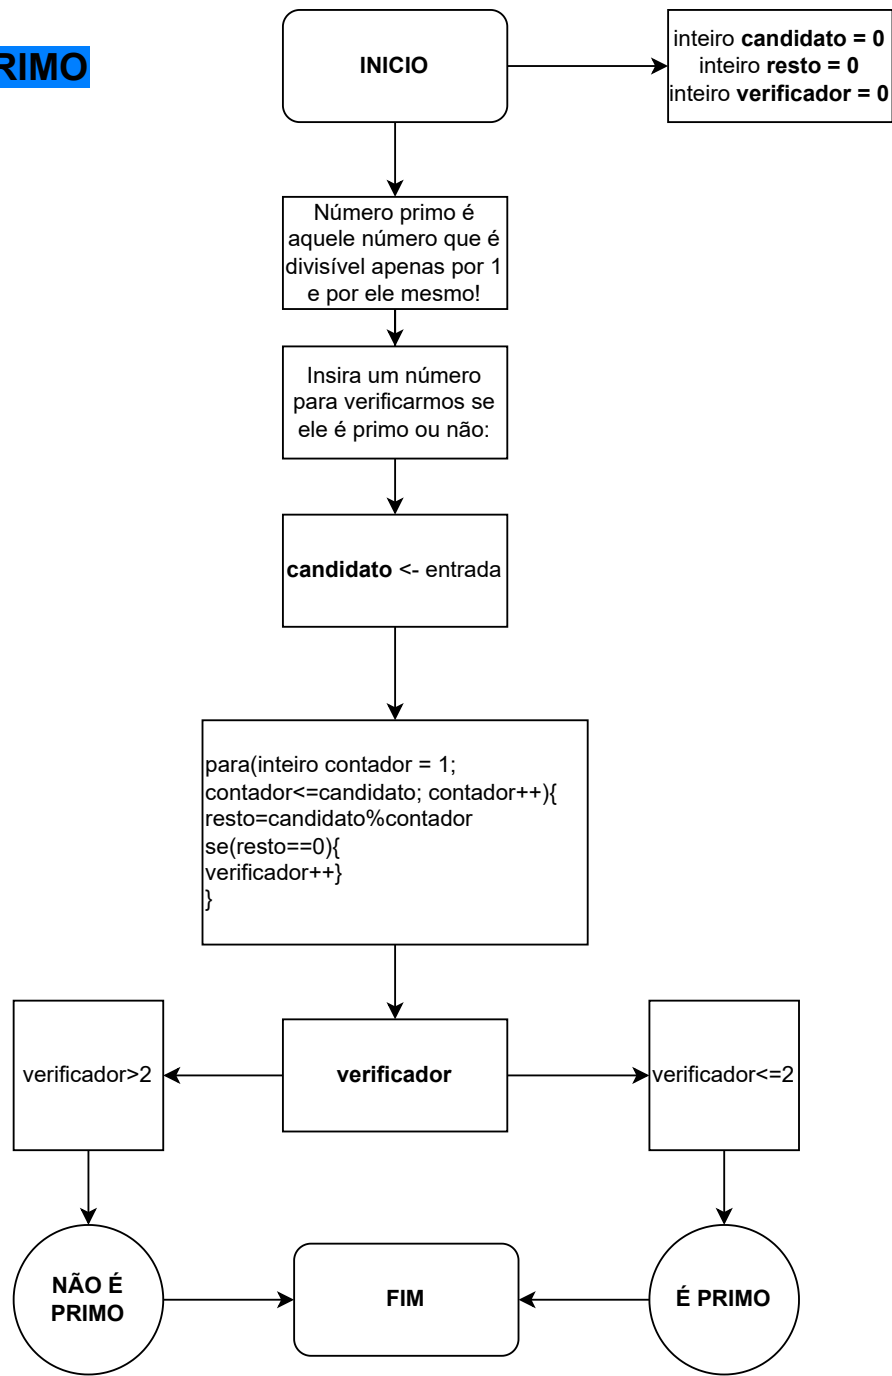 RIMO
INICIO
inteiro candidato = 0
inteiro resto = 0
inteiro verificador = 0
Número primo é
aquele número que é
divisível apenas por 1
e por ele mesmo!
Insira um número
para verificarmos se
ele é primo ou não:
candidato <- entrada
para(inteiro contador = 1;
contador<=candidato; contador++){
resto=candidato%contador
se(resto==0){
verificador++}
}
verificador>2
verificador
verificador<=2
NÃO É
PRIMO
FIM
É PRIMO